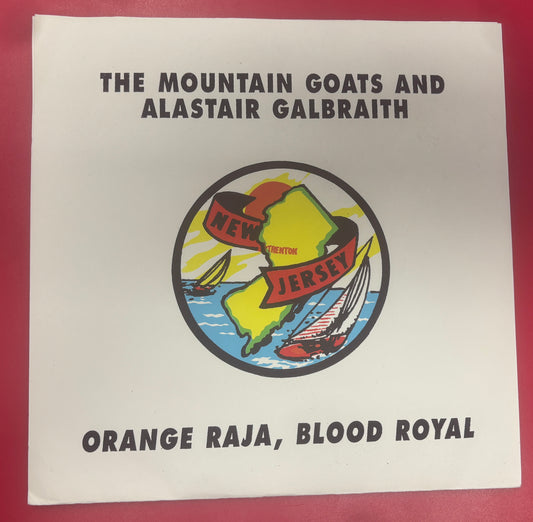 THE MOUNTAIN GOATS AND
ALASTAIR GALBRAITH
NEW
TRENTON
JERSEY
ORANGE RAJA, BLOOD ROYAL